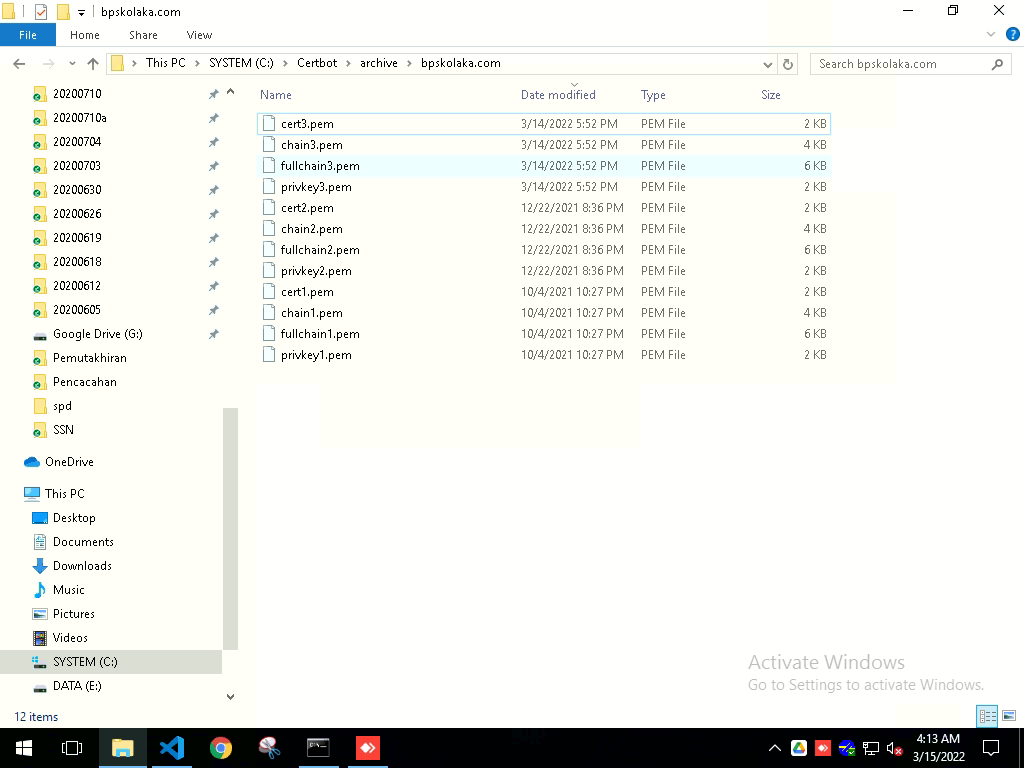 bpskolaka.com
File Home Share View
This PC > SYSTEM (C:) > Certbot > archive > bpskolaka.com
Search bpskolaka.com
20200710
20200710a
20200704
20200703
20200630
20200626
20200619
20200618
20200612
20200605
Google Drive (G:)
Pemutakhiran
Pencacahan
spd
SSN
OneDrive
This PC
Desktop
Documents
Downloads
Music
Pictures
Videos
SYSTEM (C:)
DATA (E:)
Name Date modified Type Size
cert3.pem 3/14/2022 5:52 PM PEM File 2 KB
chain3.pem 3/14/2022 5:52 PM PEM File 4 KB
fullchain3.pem 3/14/2022 5:52 PM PEM File 6 KB
privkey3.pem 3/14/2022 5:52 PM PEM File 2 KB
cert2.pem 12/22/2021 8:36 PM PEM File 2 KB
chain2.pem 12/22/2021 8:36 PM PEM File 4 KB
fullchain2.pem 12/22/2021 8:36 PM PEM File 6 KB
privkey2.pem 12/22/2021 8:36 PM PEM File 2 KB
cert1.pem 10/4/2021 10:27 PM PEM File 2 KB
chain1.pem 10/4/2021 10:27 PM PEM File 4 KB
fullchain1.pem 10/4/2021 10:27 PM PEM File 6 KB
privkey1.pem 10/4/2021 10:27 PM PEM File 2 KB
Activate Windows
Go to Settings to activate Windows.
12 items
4:13 AM
3/15/2022